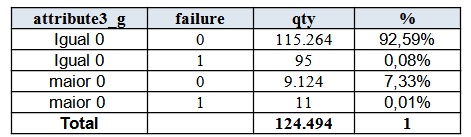 attribute3_g failure qty %
Igual 0 0 115.264 92,59%
Igual 0 1 95 0,08%
maior 0 0 9.124 7,33%
maior 0 1 11 0,01%
Total 124.494 1